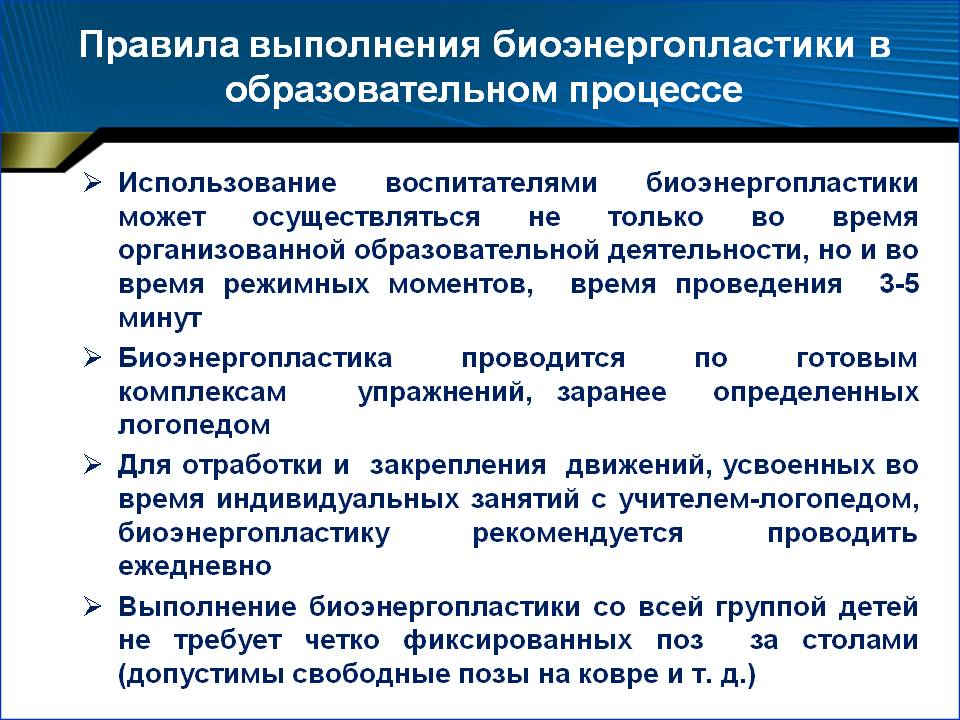 Правила выполнения биоэнергопластики в
образовательном процессе
Использование воспитателями биоэнергопластики
может осуществляться не только во время
организованной образовательной деятельности, но и во
время режимных моментов, время проведения 3-5
минут
Биоэнергопластика проводится по готовым
комплексам упражнений, заранее определенных
логопедом
Для отработки и закрепления движений, усвоенных во
время индивидуальных занятий с учителем-логопедом,
биоэнергопластику рекомендуется проводить
ежедневно
Выполнение биоэнергопластики со всей группой детей
не требует четко фиксированных поз за столами
(допустимы свободные позы на ковре и т. д.)